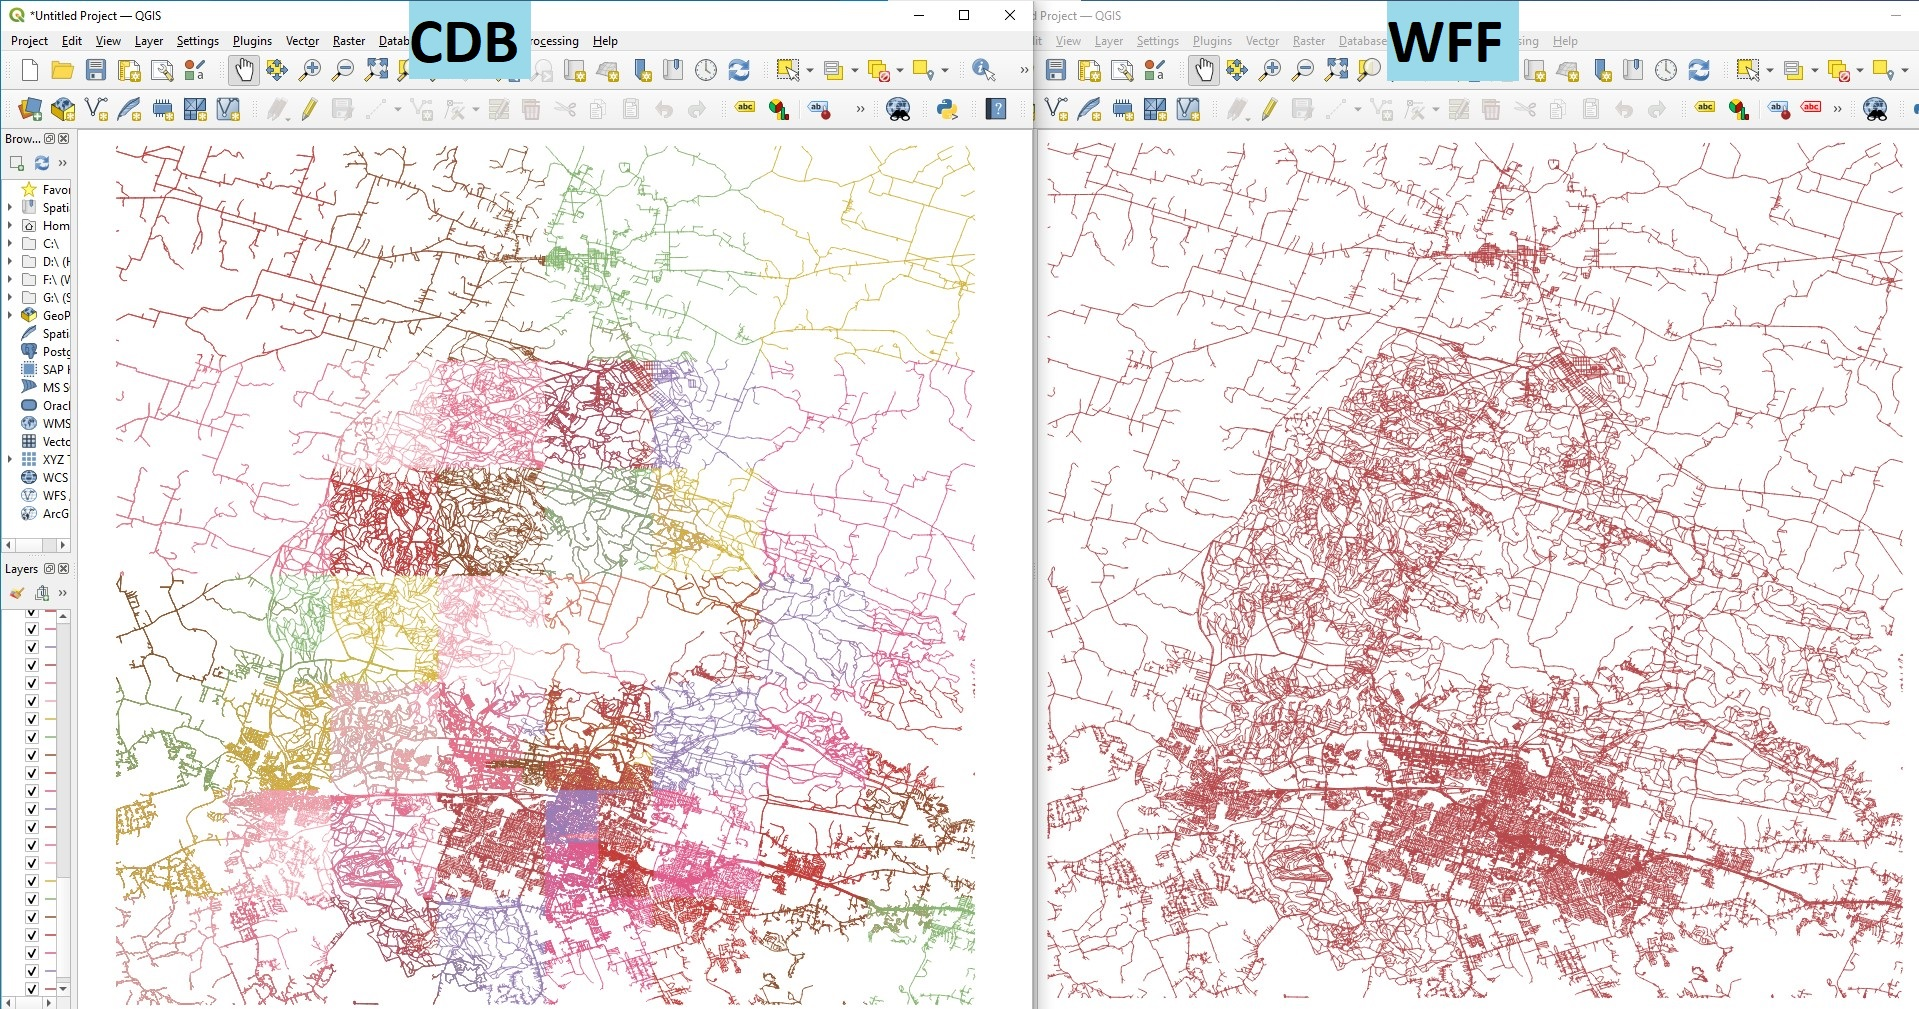 *Untitled Project — QGIS
CDB
Project Edit View Layer Settings Plugins Vector Raster Datab rocessing Help
d Project — QGIS
WFF
it View Layer Settings Plugins Vector Raster Database sing Help
abc
ab
abc
ab
abc
Brow...
Favor
Spati
Hom
C:\
D:\ (H
F:\ (V
G:\ (S
GeoP
Spati
Postg
SAP H
MS S
Oracl
WMS
Vecto
XYZ T
WCS
WFS
ArcG
Layers